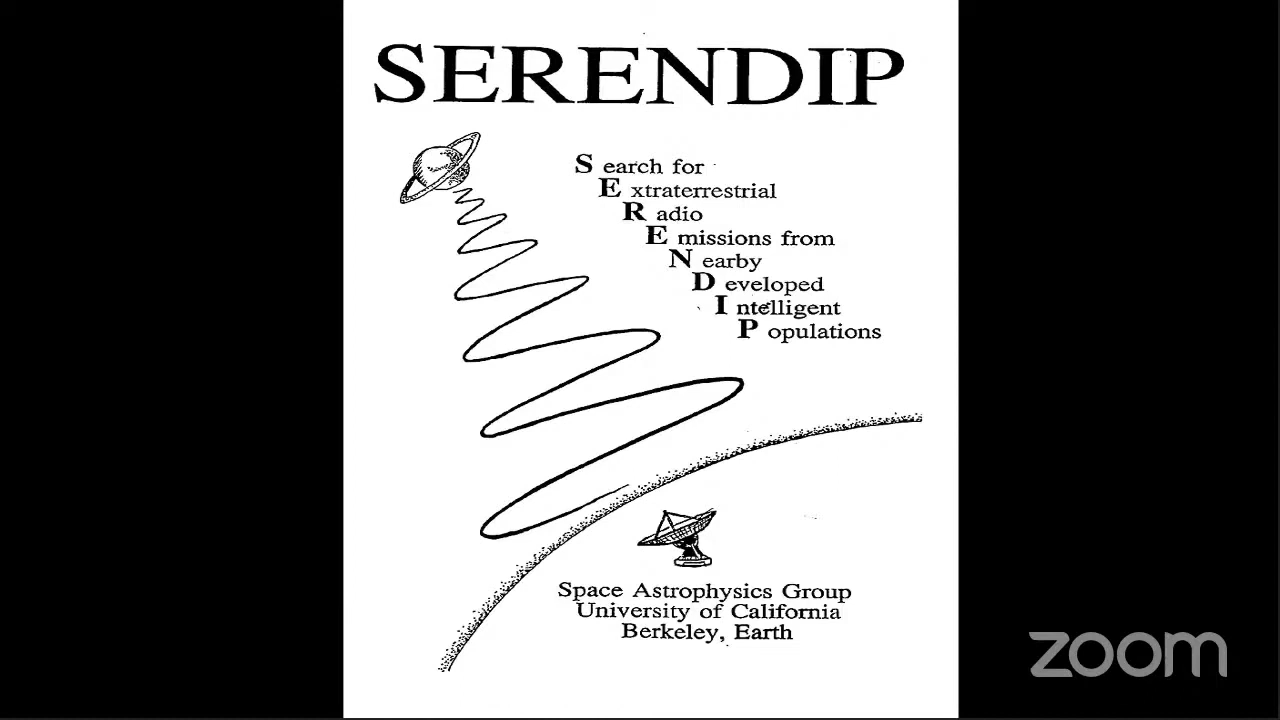 SERENDIP
S earch for
E xtraterrestrial
R adio
E missions from
N earby
D eveloped
I ntelligent
P opulations
Space Astrophysics Group
University of California
Berkeley, Earth
zoom